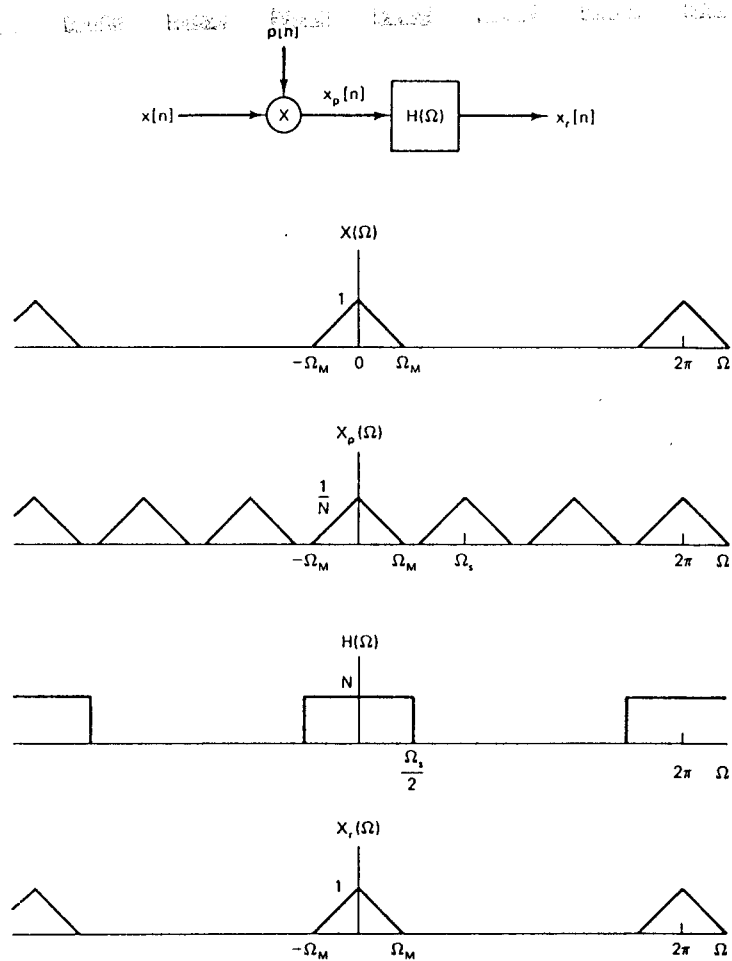 p[n]
x[n]
X
x_p[n]
H(Ω)
x_r[n]
X(Ω)
1
−Ω_M 0 Ω_M 2π Ω
X_p(Ω)
1/N
−Ω_M Ω_M Ω_s 2π Ω
H(Ω)
N
Ω_s/2 2π Ω
X_r(Ω)
1
−Ω_M Ω_M 2π Ω